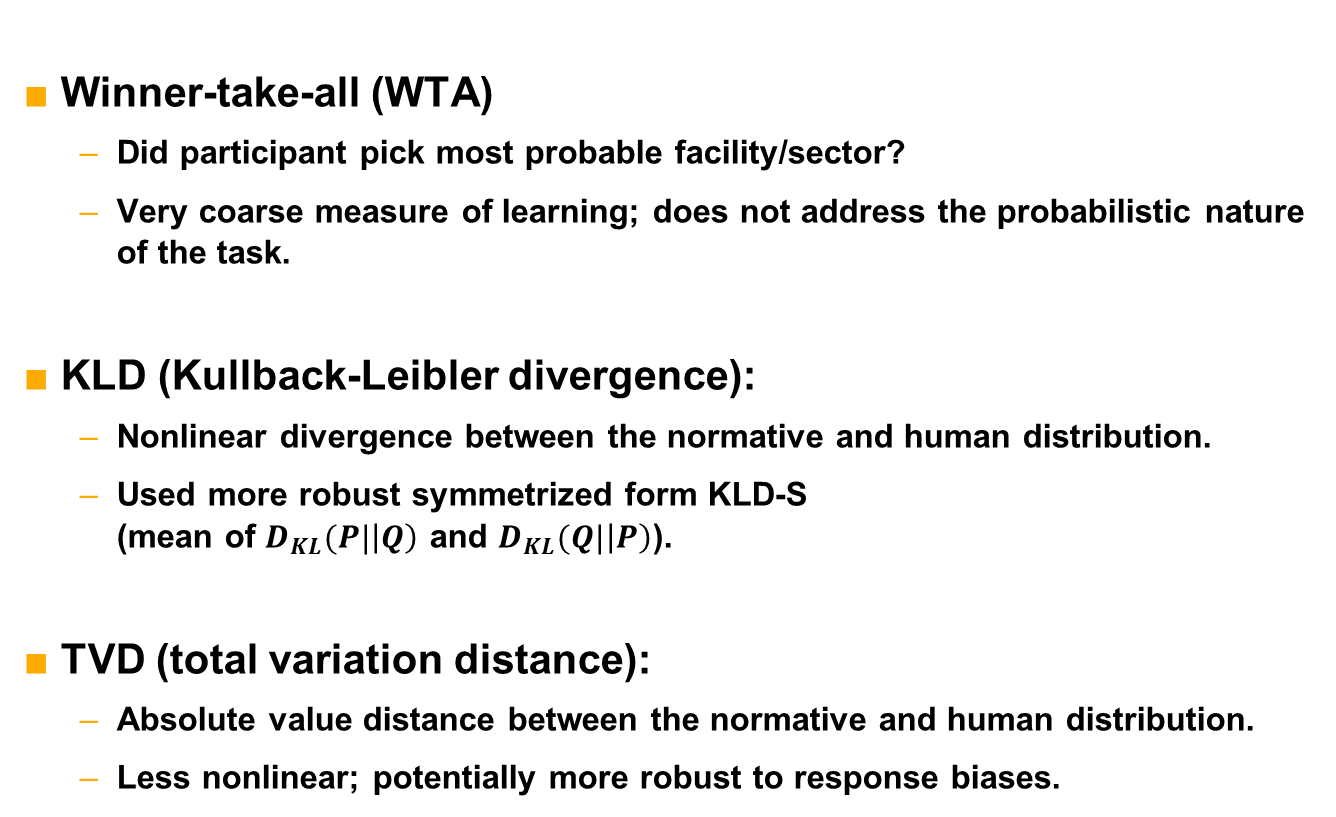 ■ Winner-take-all (WTA)
– Did participant pick most probable facility/sector?
– Very coarse measure of learning; does not address the probabilistic nature
of the task.
■ KLD (Kullback-Leibler divergence):
– Nonlinear divergence between the normative and human distribution.
– Used more robust symmetrized form KLD-S
(mean of D_KL(P||Q) and D_KL(Q||P)).
■ TVD (total variation distance):
– Absolute value distance between the normative and human distribution.
– Less nonlinear; potentially more robust to response biases.